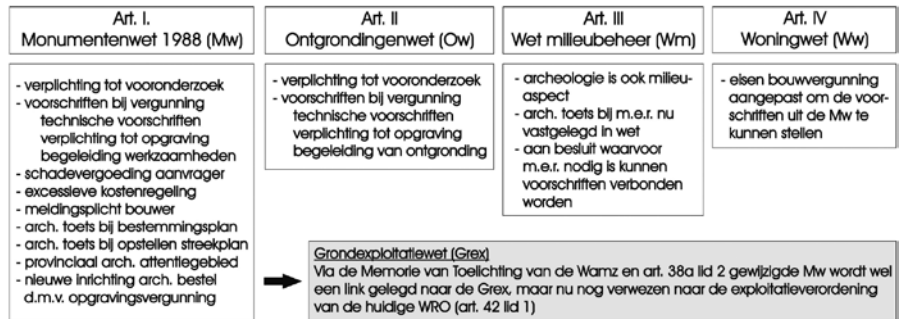 Art. I.
Monumentenwet 1988 (Mw)
- verplichting tot vooronderzoek
- voorschriften bij vergunning
technische voorschriften
verplichting tot opgraving
begeleiding werkzaamheden
- schadevergoeding aanvrager
- excessieve kostenregeling
- meldingsplicht bouwer
- arch. toets bij bestemmingsplan
- arch. toets bij opstellen streekplan
- provinciaal arch. attentiegebied
- nieuwe inrichting arch. bestel
d.m.v. opgravingsvergunning
Art. II
Ontgrondingenwet (Ow)
- verplichting tot vooronderzoek
- voorschriften bij vergunning
technische voorschriften
verplichting tot opgraving
begeleiding van ontgronding
Art. III
Wet milieubeheer (Wm)
- archeologie is ook milieu-
aspect
- arch. toets bij m.e.r. nu
vastgelegd in wet
- aan besluit waarvoor
m.e.r. nodig is kunnen
voorschriften verbonden
worden
Art. IV
Woningwet (Ww)
- eisen bouwvergunning
aangepast om de voor-
schriften uit de Mw te
kunnen stellen
Grondexploitatiewet (Grex)
Via de Memorie van Toelichting van de Wamz en art. 38a lid 2 gewijzigde Mw wordt wel
een link gelegd naar de Grex, maar nu nog verwezen naar de exploitatieverordening
van de huidige WRO (art. 42 lid 1)